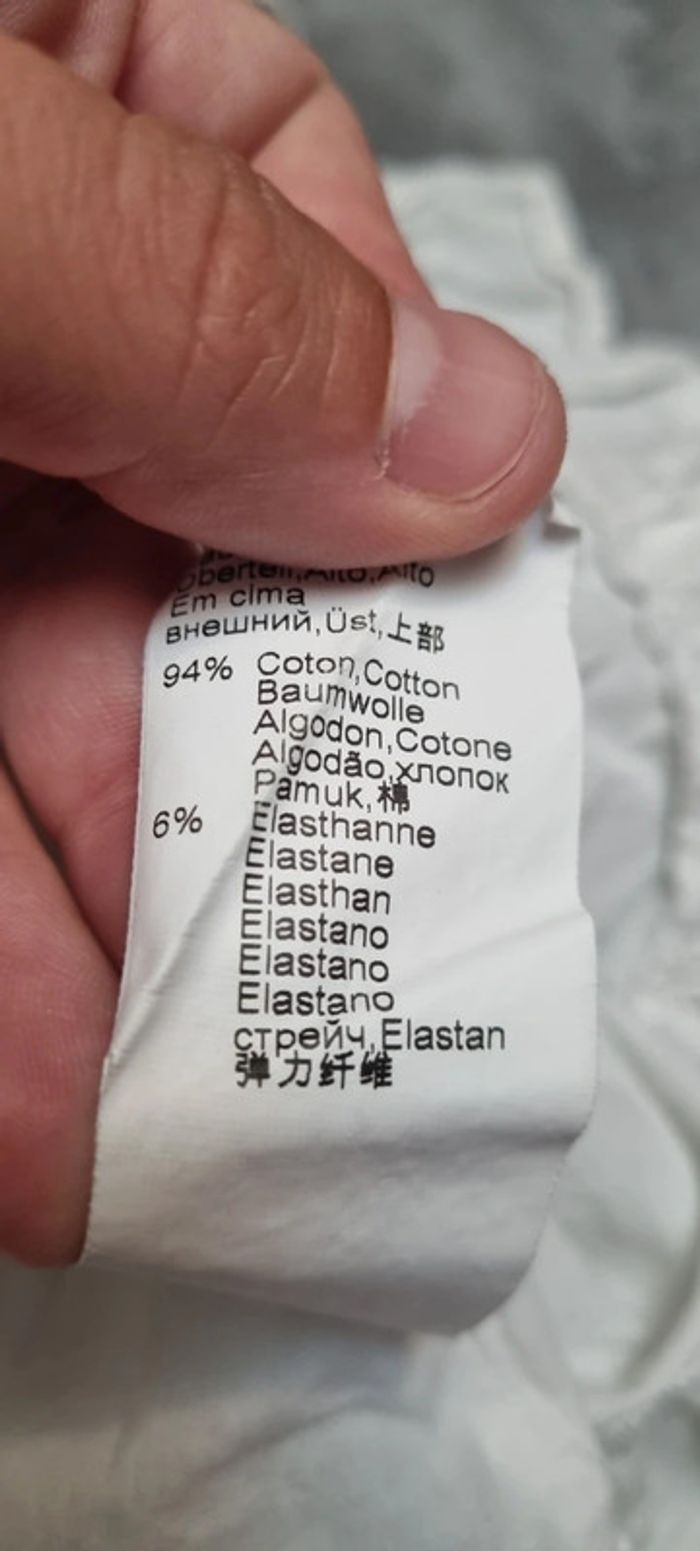 Oberteil,Alto,Alto
Em cima
внешний,Üst,上部
94% Coton,Cotton
Baumwolle
Algodon,Cotone
Algodão,хлопок
Pamuk,棉
6% Elasthanne
Elastane
Elasthan
Elastano
Elastano
Elastano
стрейч,Elastan
弹力纤维